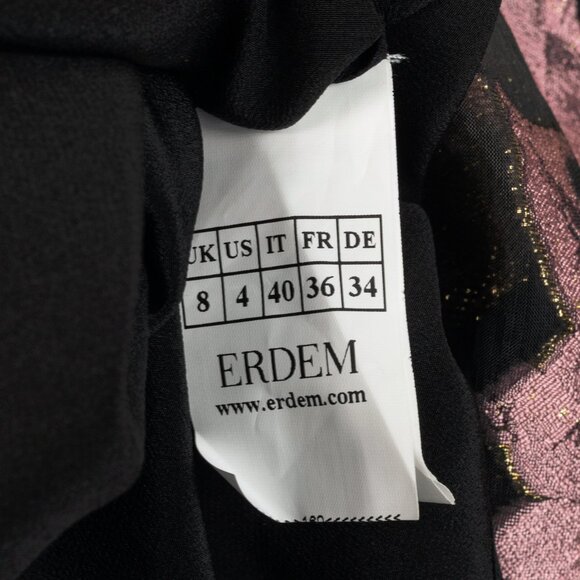 UK US IT FR DE
8 4 40 36 34
ERDEM
www.erdem.com